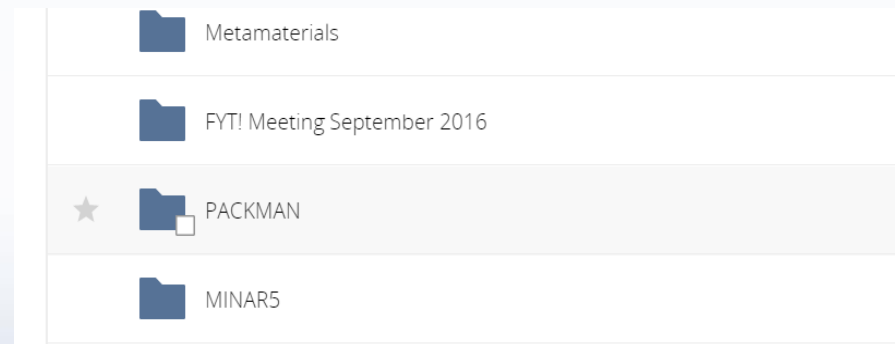 Metamaterials
FYT! Meeting September 2016
PACKMAN
MINAR5